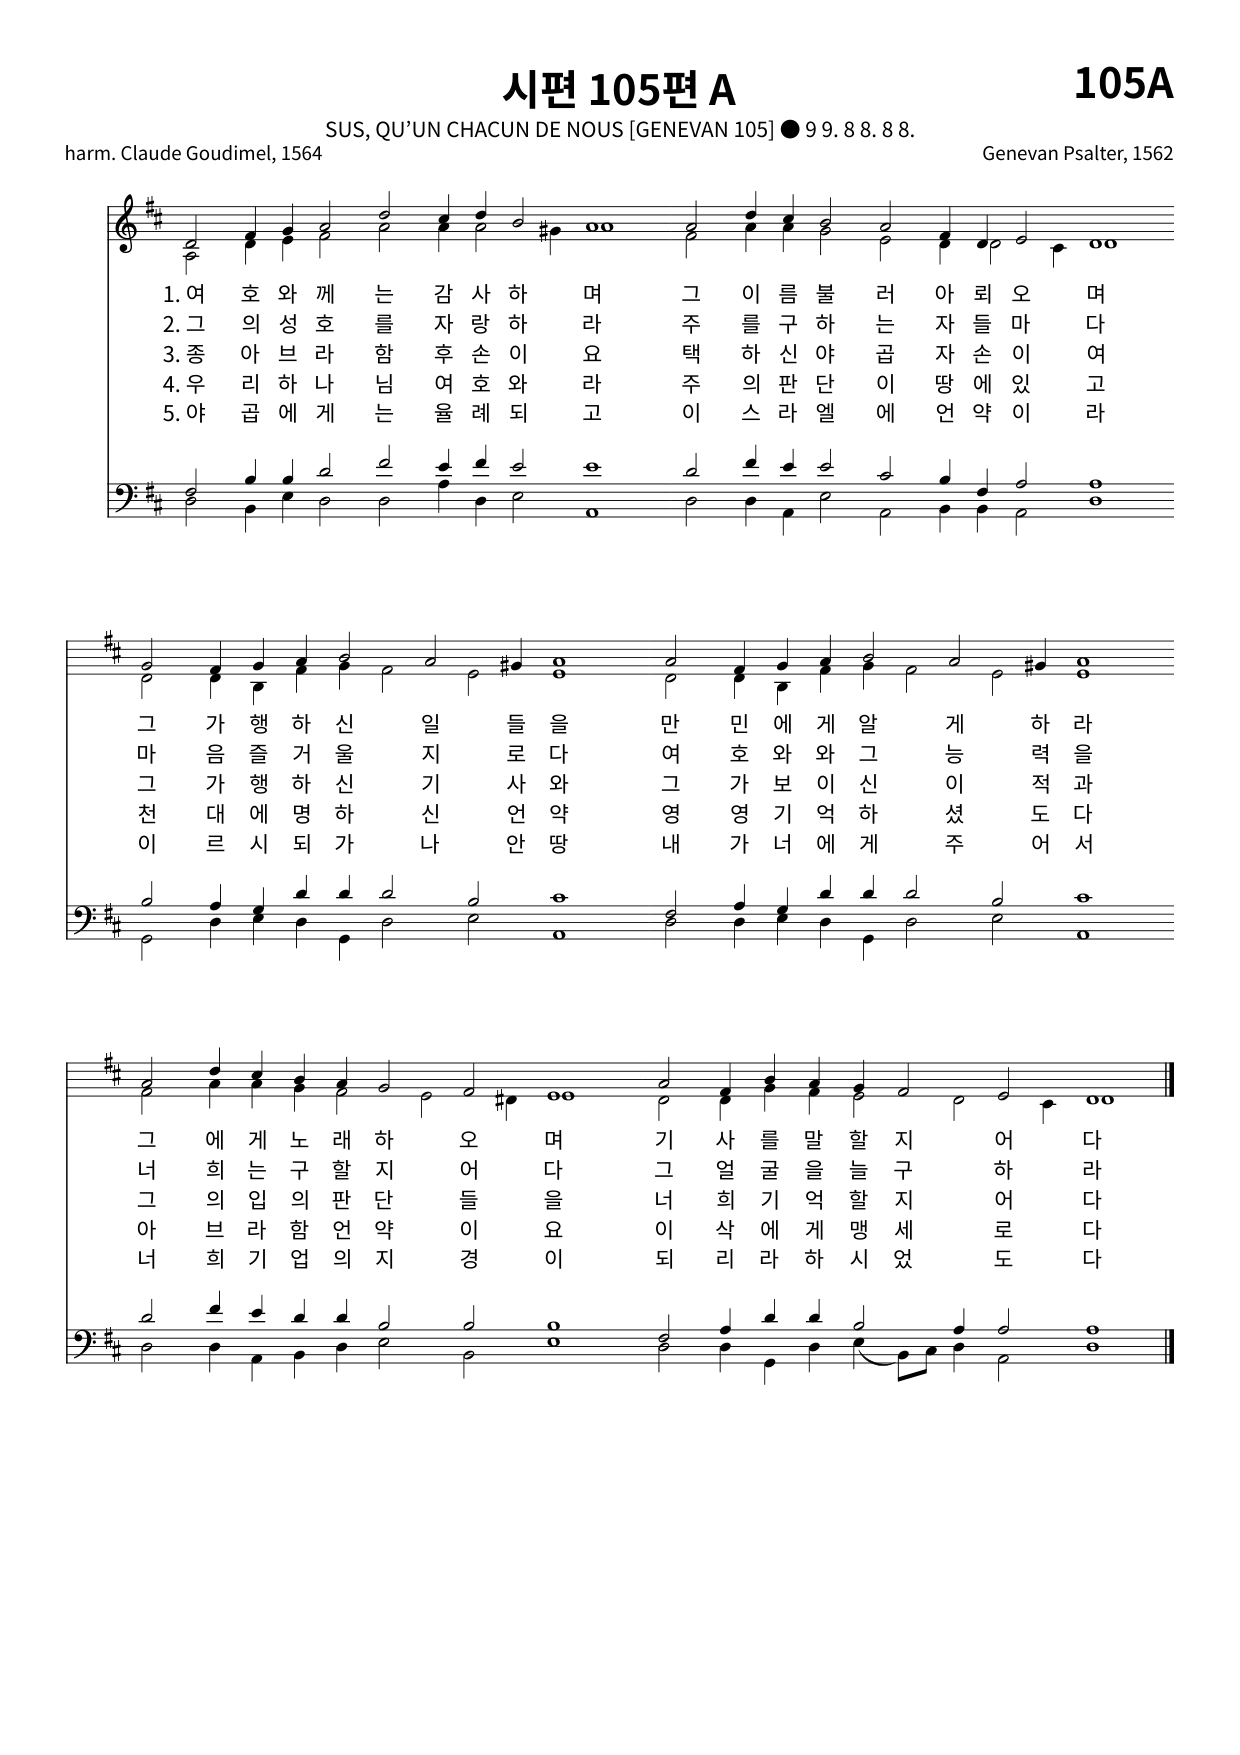 시편 105편 A
105A
SUS, QU’UN CHACUN DE NOUS [GENEVAN 105] ● 9 9. 8 8. 8 8.
harm. Claude Goudimel, 1564
Genevan Psalter, 1562
1. 여 호 와 께 는 감 사 하 며 그 이 름 불 러 아 뢰 오 며
2. 그 의 성 호 를 자 랑 하 라 주 를 구 하 는 자 들 마 다
3. 종 아 브 라 함 후 손 이 요 택 하 신 야 곱 자 손 이 여
4. 우 리 하 나 님 여 호 와 라 주 의 판 단 이 땅 에 있 고
5. 야 곱 에 게 는 율 례 되 고 이 스 라 엘 에 언 약 이 라
그 가 행 하 신 일 들 을 만 민 에 게 알 게 하 라
마 음 즐 거 울 지 로 다 여 호 와 와 그 능 력 을
그 가 행 하 신 기 사 와 그 가 보 이 신 이 적 과
천 대 에 명 하 신 언 약 영 영 기 억 하 셨 도 다
이 르 시 되 가 나 안 땅 내 가 너 에 게 주 어 서
그 에 게 노 래 하 오 며 기 사 를 말 할 지 어 다
너 희 는 구 할 지 어 다 그 얼 굴 을 늘 구 하 라
그 의 입 의 판 단 들 을 너 희 기 억 할 지 어 다
아 브 라 함 언 약 이 요 이 삭 에 게 맹 세 로 다
너 희 기 업 의 지 경 이 되 리 라 하 시 었 도 다